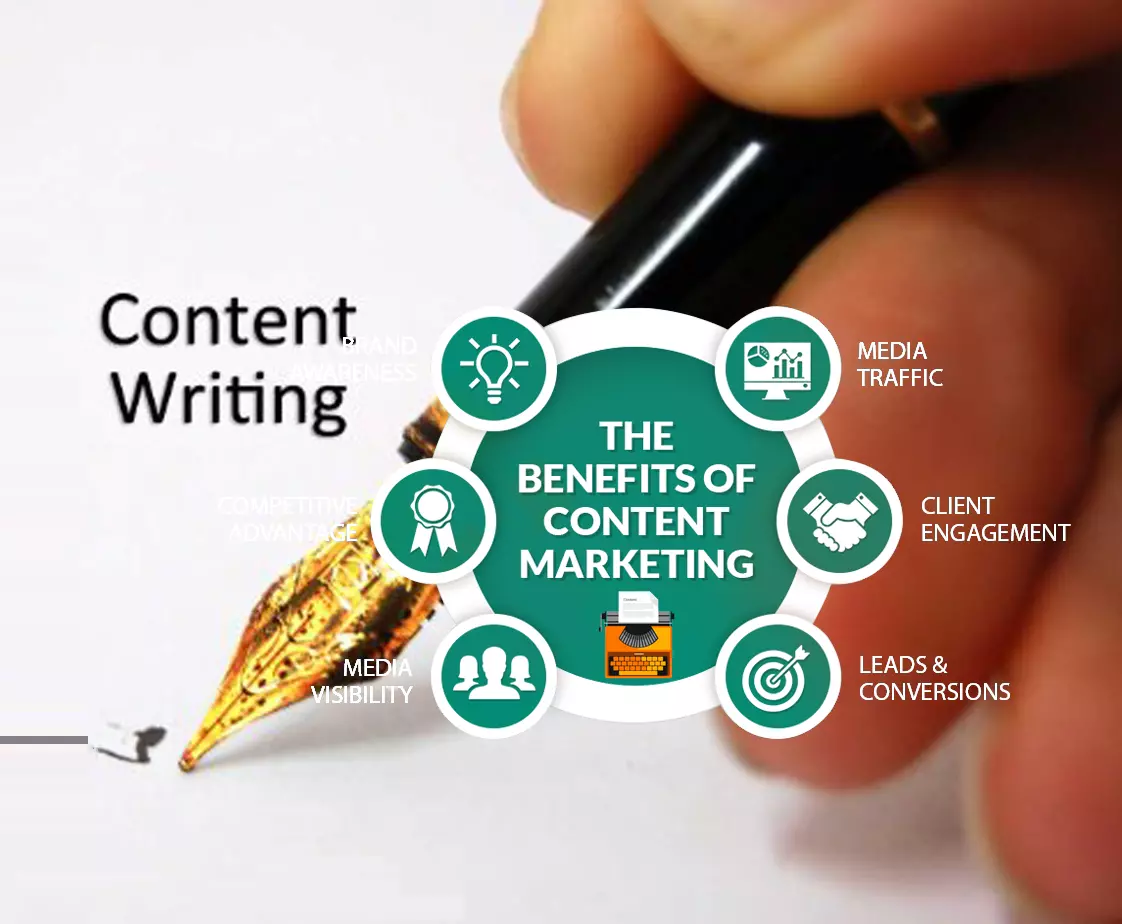 Content
Writing
BRAND
AWARENESS
COMPETITIVE
ADVANTAGE
MEDIA
VISIBILITY
THE
BENEFITS OF
CONTENT
MARKETING
MEDIA
TRAFFIC
CLIENT
ENGAGEMENT
LEADS &
CONVERSIONS